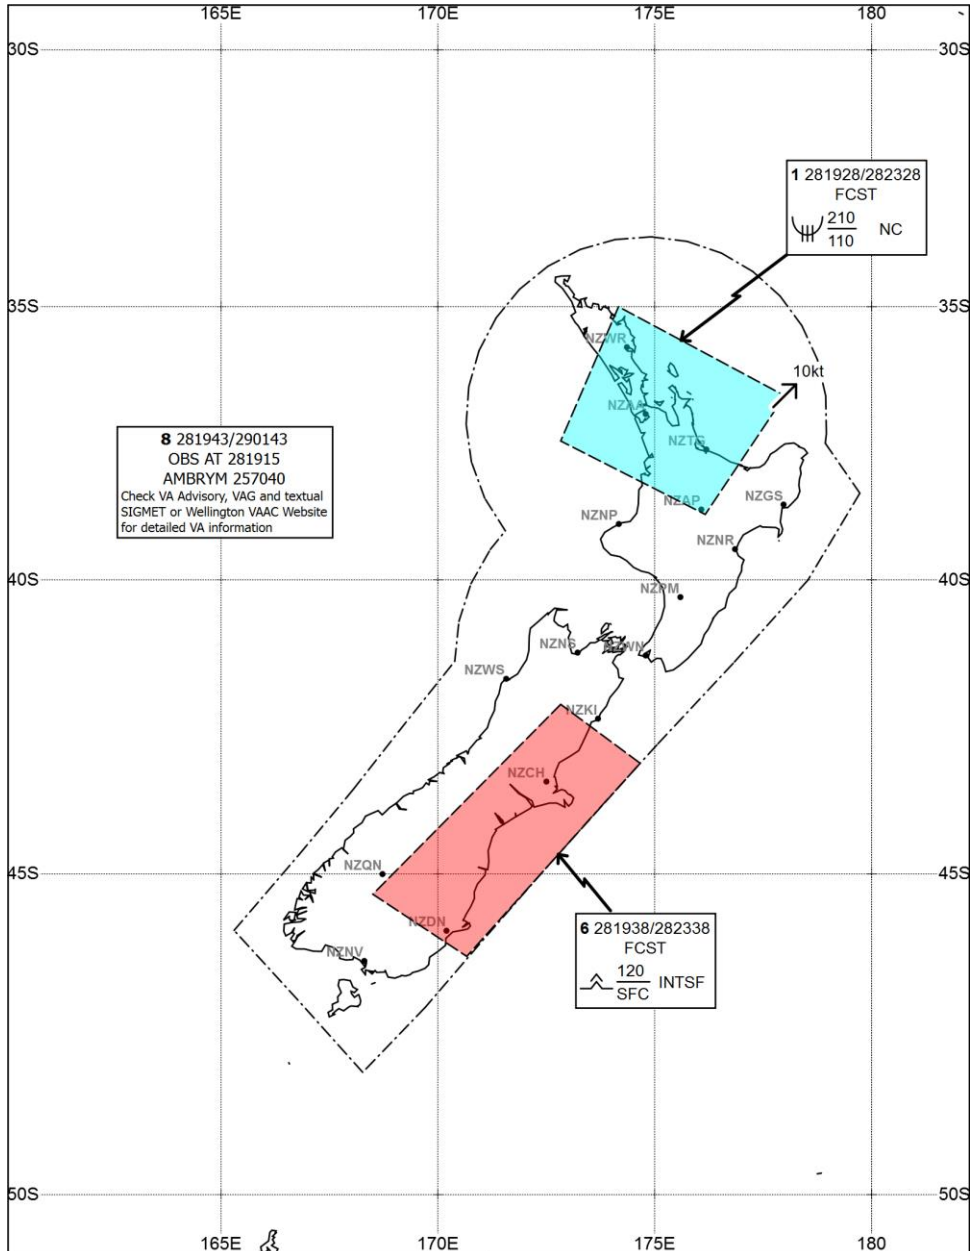 165E 170E 175E 180
30S 30S
1 281928/282328
FCST
210
110 NC
35S 35S
NZWR
10kt
NZAA
8 281943/290143
OBS AT 281915
AMBRYM 257040
Check VA Advisory, VAG and textual
SIGMET or Wellington VAAC Website
for detailed VA information
NZTG
NZAP NZGS
NZNP
NZNR
40S 40S
NZPM
NZNS NZWN
NZWS
NZKI
NZCH
NZQN
45S 45S
NZDN
6 281938/282338
FCST
120
SFC INTSF
NZNV
50S 50S
165E 170E 175E 180